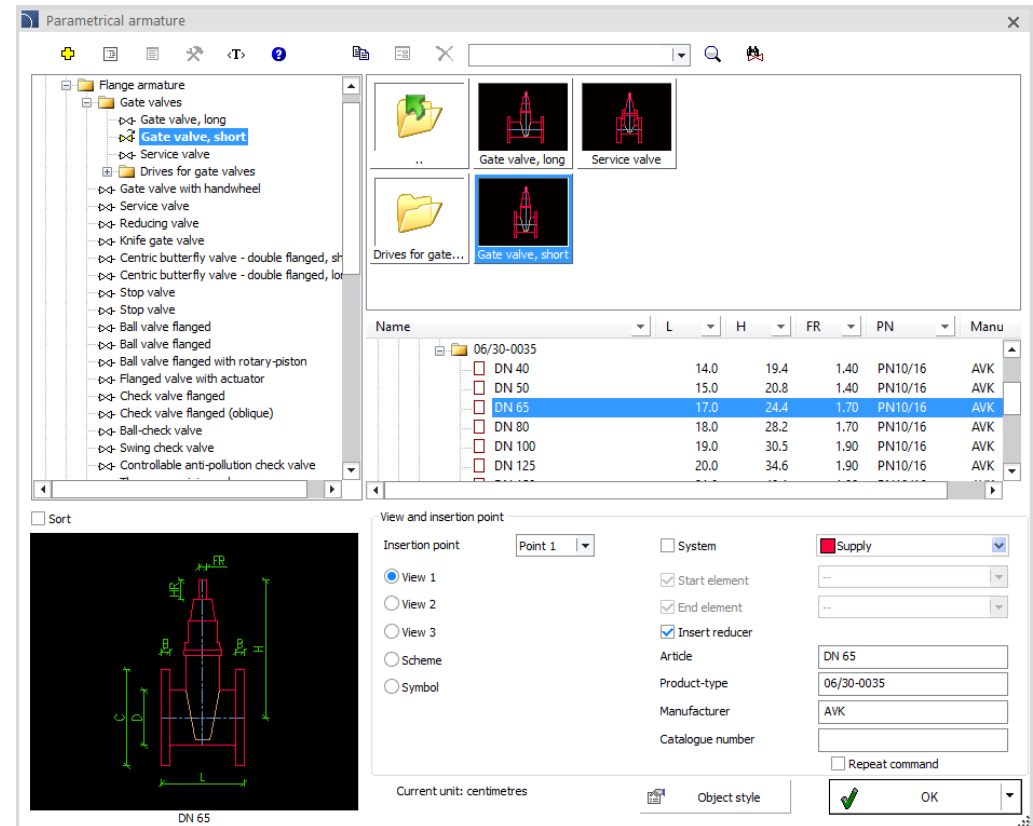 Parametrical armature
‹T›
Flange armature
Gate valves
Gate valve, long
Gate valve, short
Service valve
Drives for gate valves
Gate valve with handwheel
Service valve
Reducing valve
Knife gate valve
Centric butterfly valve - double flanged, sh
Centric butterfly valve - double flanged, lon
Stop valve
Stop valve
Ball valve flanged
Ball valve flanged
Ball valve flanged with rotary-piston
Flanged valve with actuator
Check valve flanged
Check valve flanged (oblique)
Ball-check valve
Swing check valve
Controllable anti-pollution check valve
..
Gate valve, long
Service valve
Drives for gate...
Gate valve, short
Name L H FR PN Manu
06/30-0035
DN 40 14.0 19.4 1.40 PN10/16 AVK
DN 50 15.0 20.8 1.40 PN10/16 AVK
DN 65 17.0 24.4 1.70 PN10/16 AVK
DN 80 18.0 28.2 1.70 PN10/16 AVK
DN 100 19.0 30.5 1.90 PN10/16 AVK
DN 125 20.0 34.6 1.90 PN10/16 AVK
Sort
FR
HR
B B H
C D
L
DN 65
View and insertion point
Insertion point Point 1
View 1
View 2
View 3
Scheme
Symbol
System Supply
Start element --
End element --
Insert reducer
Article DN 65
Product-type 06/30-0035
Manufacturer AVK
Catalogue number
Repeat command
Current unit: centimetres
Object style
OK